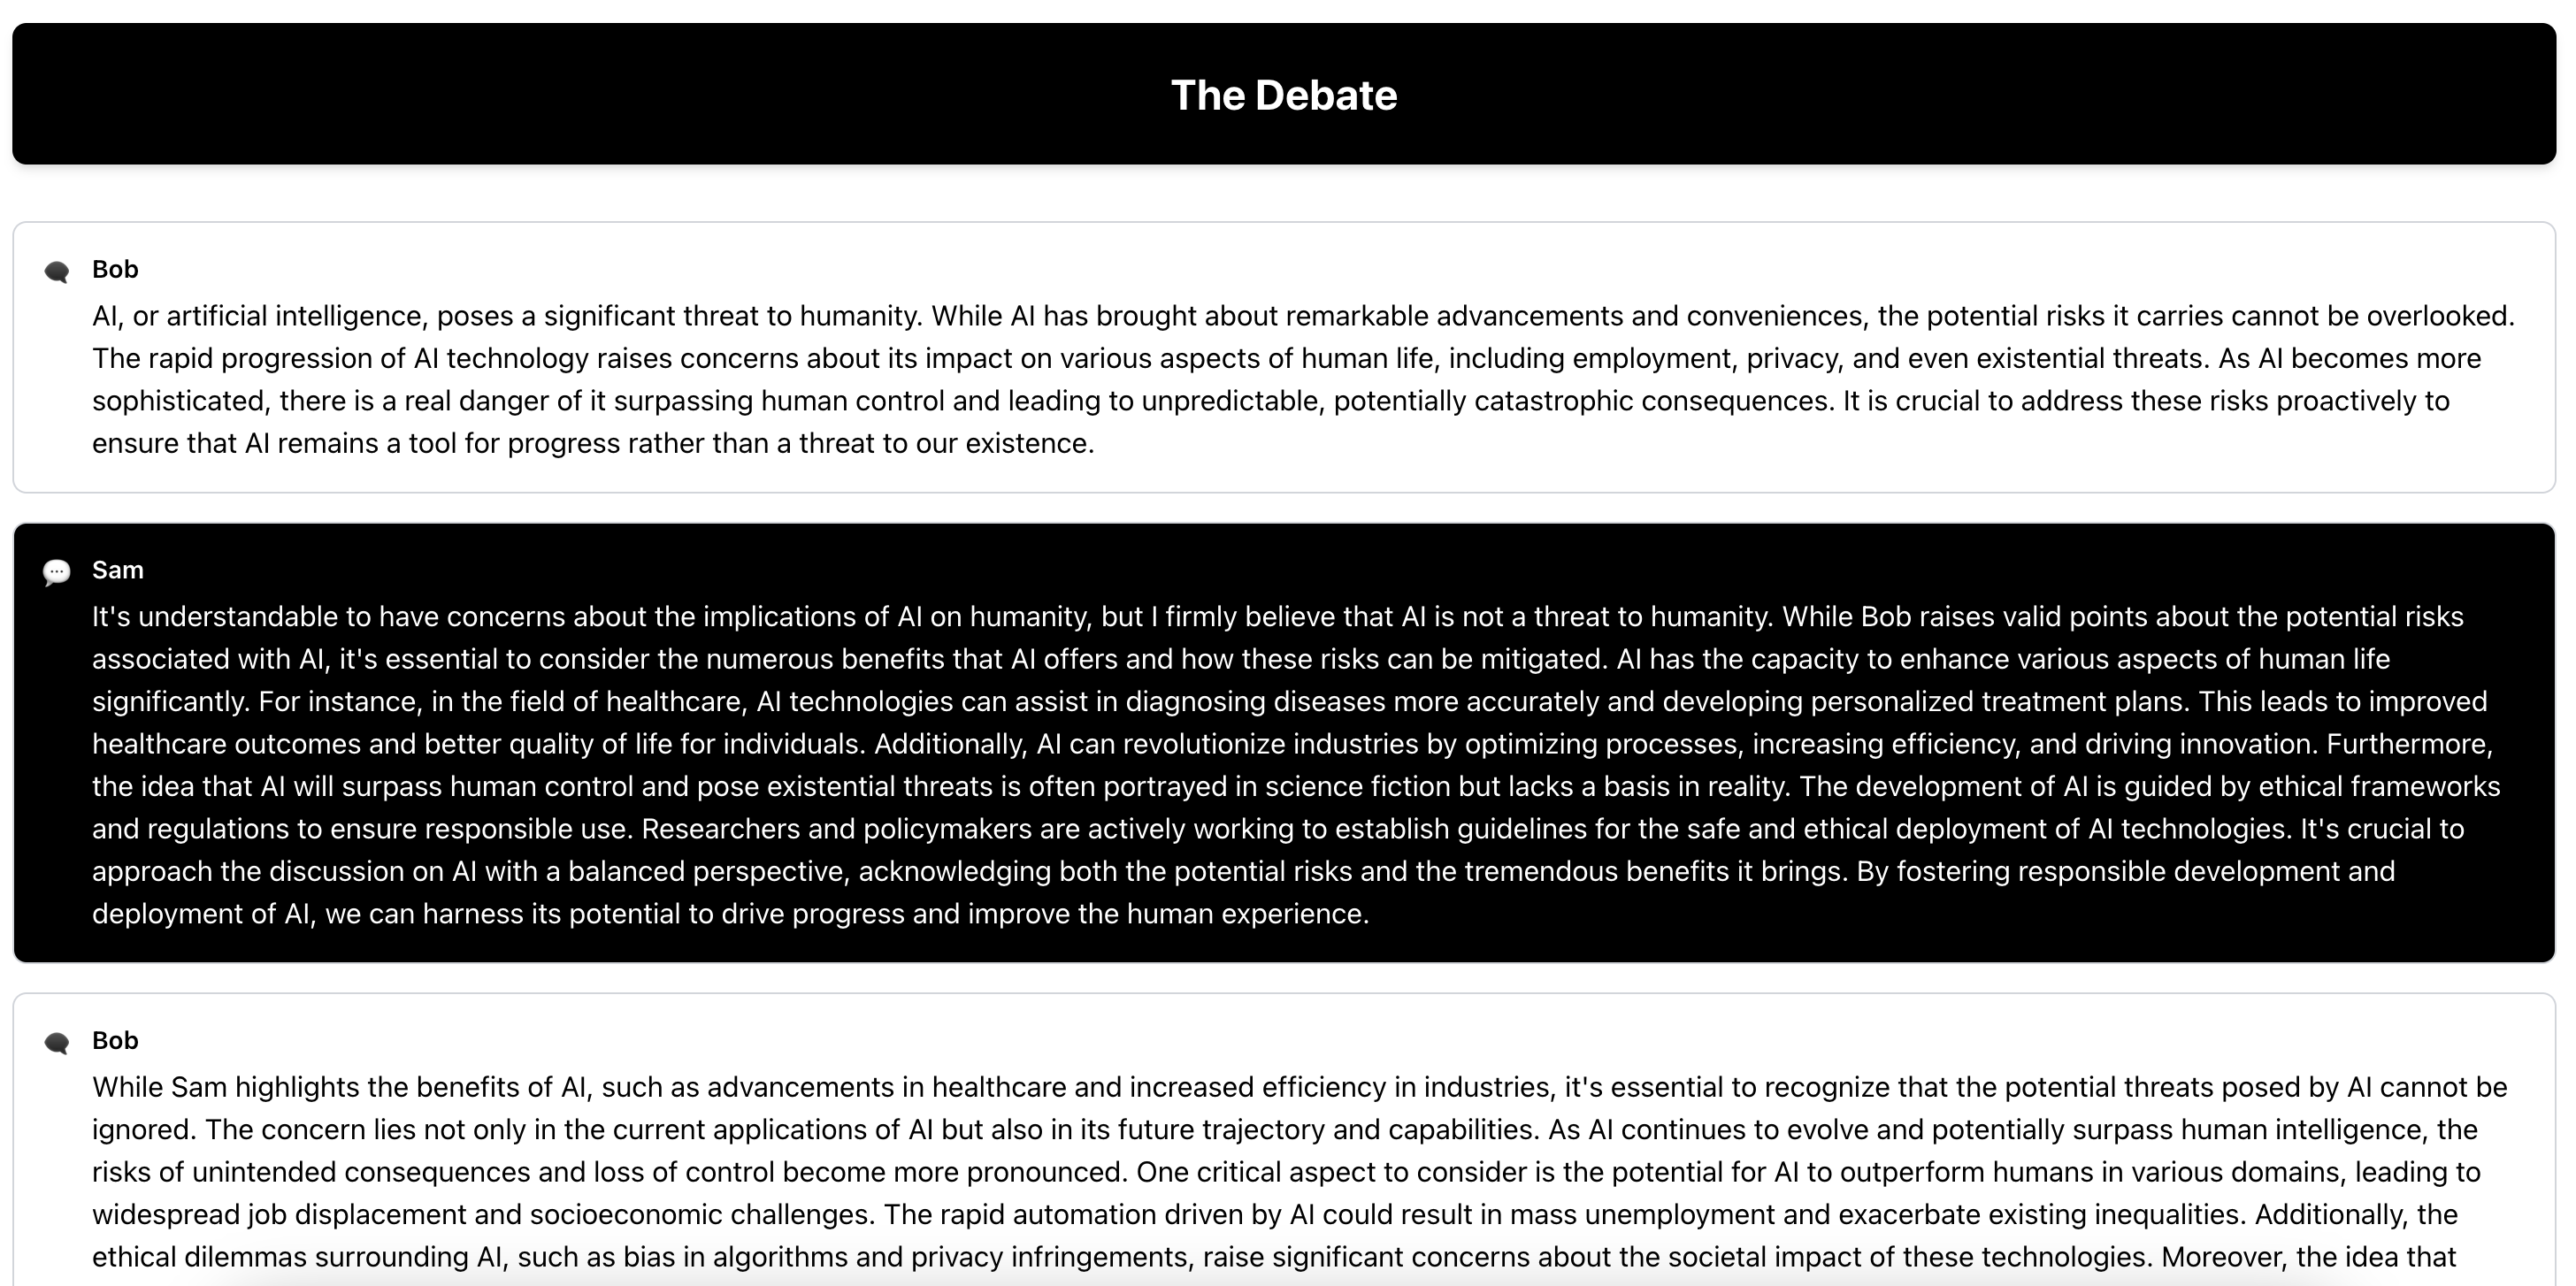 The Debate
Bob
AI, or artificial intelligence, poses a significant threat to humanity. While AI has brought about remarkable advancements and conveniences, the potential risks it carries cannot be overlooked.
The rapid progression of AI technology raises concerns about its impact on various aspects of human life, including employment, privacy, and even existential threats. As AI becomes more
sophisticated, there is a real danger of it surpassing human control and leading to unpredictable, potentially catastrophic consequences. It is crucial to address these risks proactively to
ensure that AI remains a tool for progress rather than a threat to our existence.
Sam
It's understandable to have concerns about the implications of AI on humanity, but I firmly believe that AI is not a threat to humanity. While Bob raises valid points about the potential risks
associated with AI, it's essential to consider the numerous benefits that AI offers and how these risks can be mitigated. AI has the capacity to enhance various aspects of human life
significantly. For instance, in the field of healthcare, AI technologies can assist in diagnosing diseases more accurately and developing personalized treatment plans. This leads to improved
healthcare outcomes and better quality of life for individuals. Additionally, AI can revolutionize industries by optimizing processes, increasing efficiency, and driving innovation. Furthermore,
the idea that AI will surpass human control and pose existential threats is often portrayed in science fiction but lacks a basis in reality. The development of AI is guided by ethical frameworks
and regulations to ensure responsible use. Researchers and policymakers are actively working to establish guidelines for the safe and ethical deployment of AI technologies. It's crucial to
approach the discussion on AI with a balanced perspective, acknowledging both the potential risks and the tremendous benefits it brings. By fostering responsible development and
deployment of AI, we can harness its potential to drive progress and improve the human experience.
Bob
While Sam highlights the benefits of AI, such as advancements in healthcare and increased efficiency in industries, it's essential to recognize that the potential threats posed by AI cannot be
ignored. The concern lies not only in the current applications of AI but also in its future trajectory and capabilities. As AI continues to evolve and potentially surpass human intelligence, the
risks of unintended consequences and loss of control become more pronounced. One critical aspect to consider is the potential for AI to outperform humans in various domains, leading to
widespread job displacement and socioeconomic challenges. The rapid automation driven by AI could result in mass unemployment and exacerbate existing inequalities. Additionally, the
ethical dilemmas surrounding AI, such as bias in algorithms and privacy infringements, raise significant concerns about the societal impact of these technologies. Moreover, the idea that